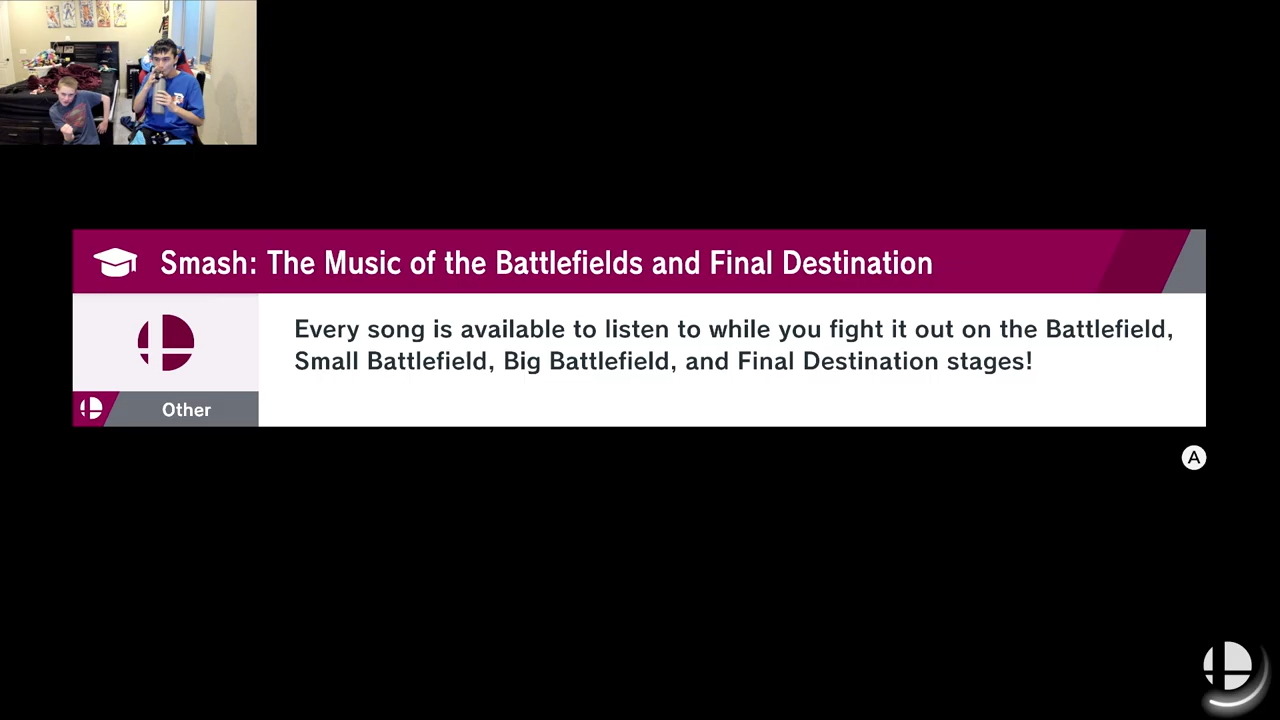 Smash: The Music of the Battlefields and Final Destination
Every song is available to listen to while you fight it out on the Battlefield,
Small Battlefield, Big Battlefield, and Final Destination stages!
Other
A